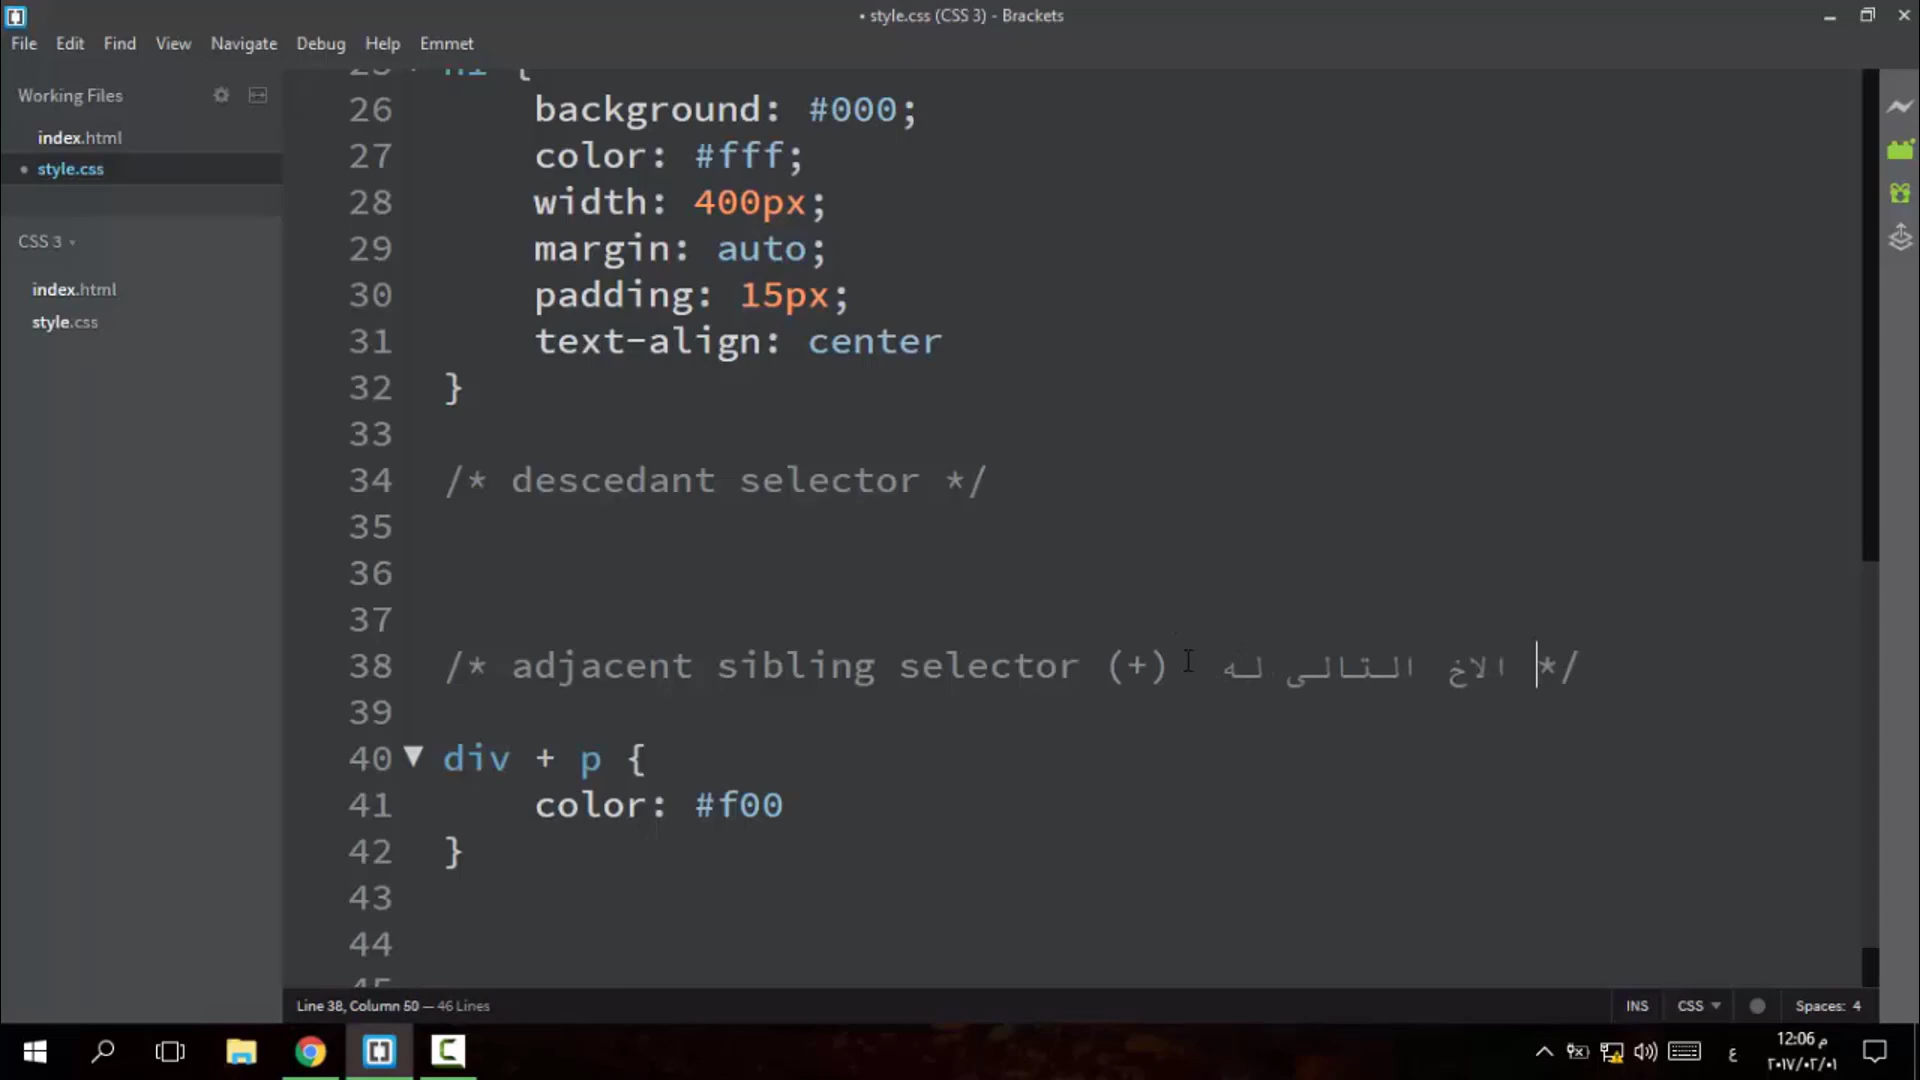 • style.css (CSS 3) - Brackets
File Edit Find View Navigate Debug Help Emmet
Working Files
index.html
• style.css
CSS 3
index.html
style.css
26 background: #000;
27 color: #fff;
28 width: 400px;
29 margin: auto;
30 padding: 15px;
31 text-align: center
32 }
33
34 /* descedant selector */
35
36
37
38 /* adjacent sibling selector (+) الاخ التالى له */
39
40 div + p {
41 color: #f00
42 }
43
44
Line 38, Column 50 — 46 Lines
INS CSS Spaces: 4
ع
12:06 م
٢٠١٧/٠٢/٠١